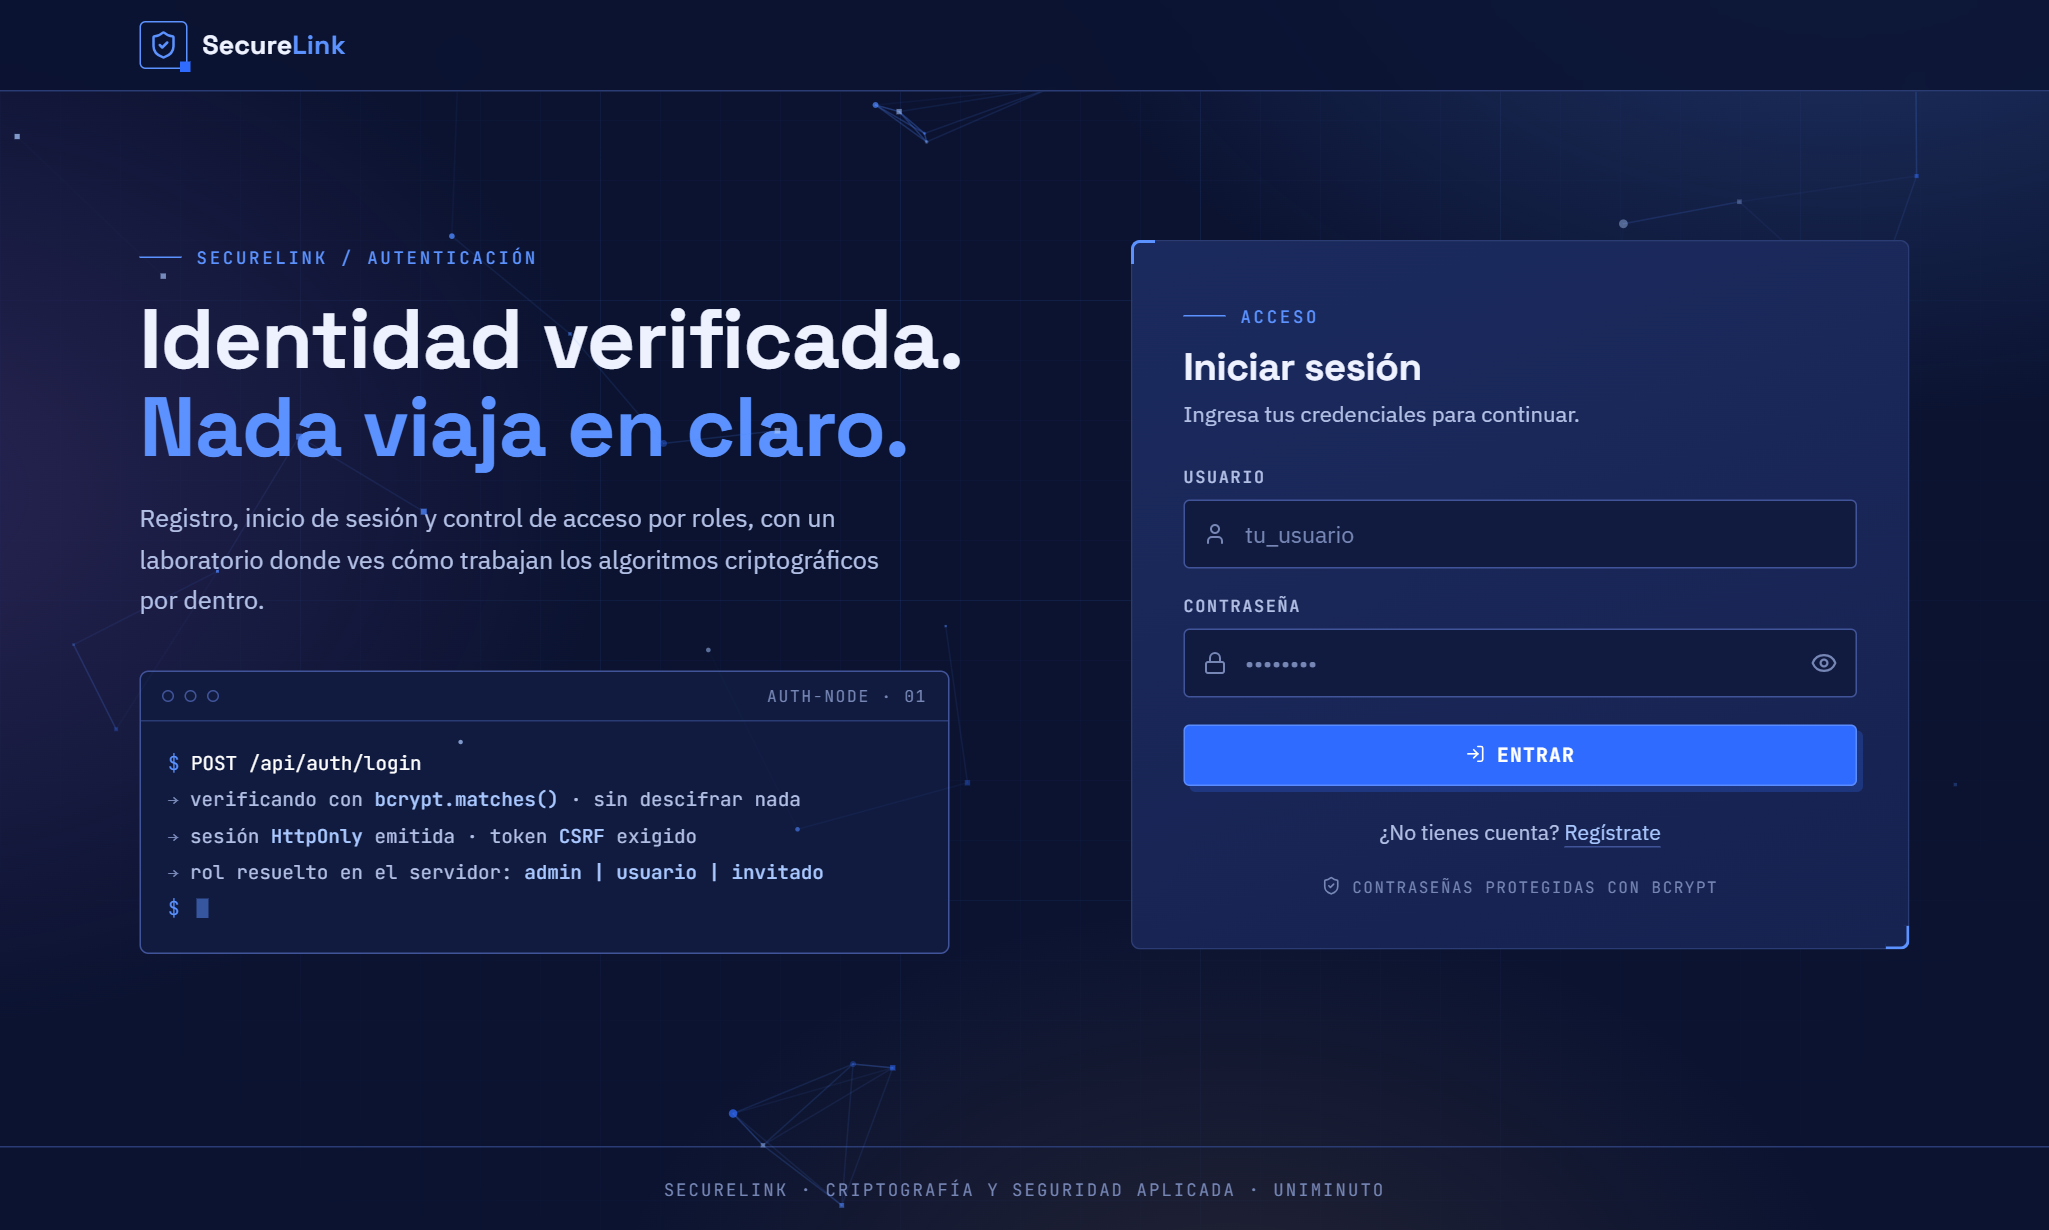 SecureLink
SECURELINK / AUTENTICACIÓN
Identidad verificada.
Nada viaja en claro.
Registro, inicio de sesión y control de acceso por roles, con un
laboratorio donde ves cómo trabajan los algoritmos criptográficos
por dentro.
AUTH-NODE · 01
$ POST /api/auth/login
→ verificando con bcrypt.matches() · sin descifrar nada
→ sesión HttpOnly emitida · token CSRF exigido
→ rol resuelto en el servidor: admin | usuario | invitado
$
ACCESO
Iniciar sesión
Ingresa tus credenciales para continuar.
USUARIO
tu_usuario
CONTRASEÑA
••••••••
ENTRAR
¿No tienes cuenta? Regístrate
CONTRASEÑAS PROTEGIDAS CON BCRYPT
SECURELINK · CRIPTOGRAFÍA Y SEGURIDAD APLICADA · UNIMINUTO